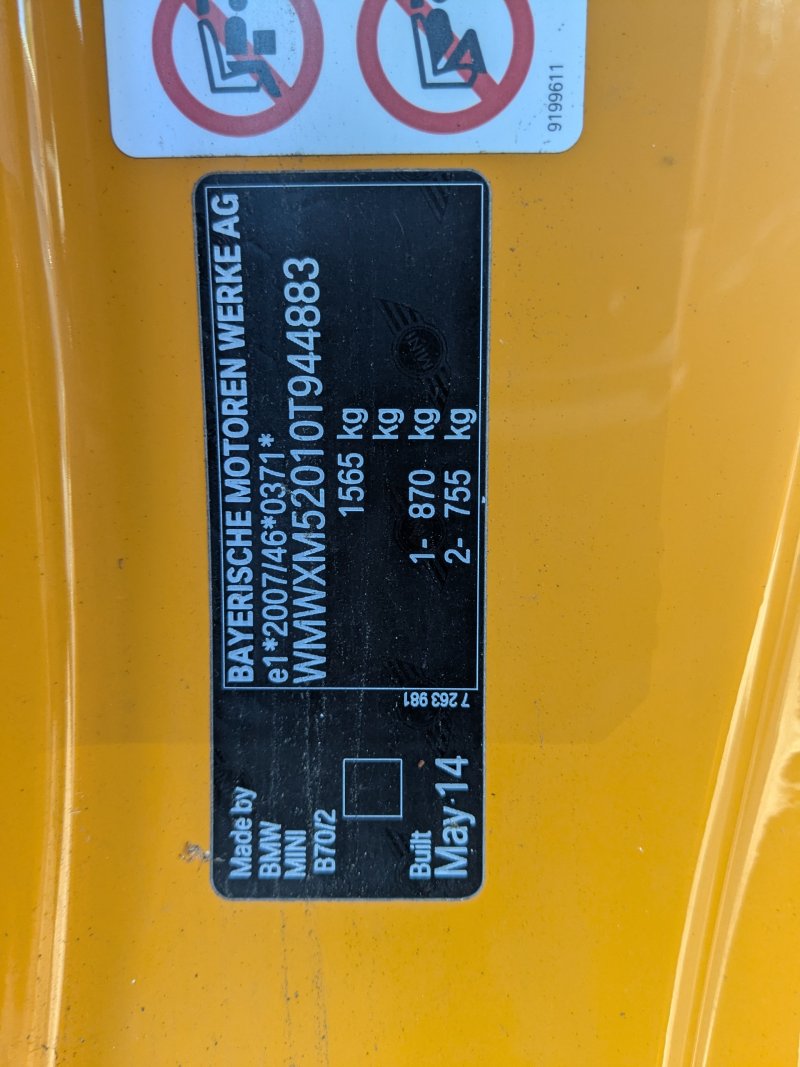 9199611
BAYERISCHE MOTOREN WERKE AG
e1*2007/46*0371*
WMWXM52010T944883
1565 kg
kg
1- 870 kg
2- 755 kg
7 263 981
Made by
BMW
MINI
B70/2
Built
May 14
MINI